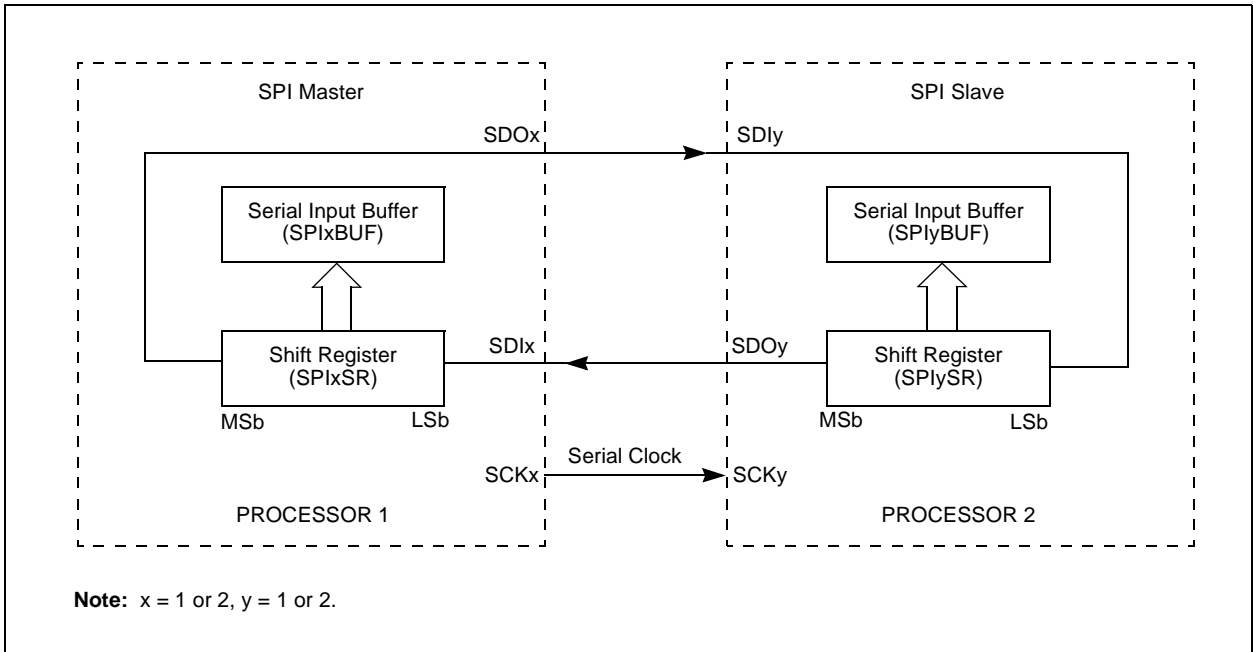 SPI Master
SDOx
Serial Input Buffer
(SPIxBUF)
Shift Register
(SPIxSR)
MSb
LSb
SDIx
SCKx
PROCESSOR 1
Serial Clock
SPI Slave
SDIy
Serial Input Buffer
(SPIyBUF)
SDOy
Shift Register
(SPIySR)
MSb
LSb
SCKy
PROCESSOR 2
Note: x = 1 or 2, y = 1 or 2.